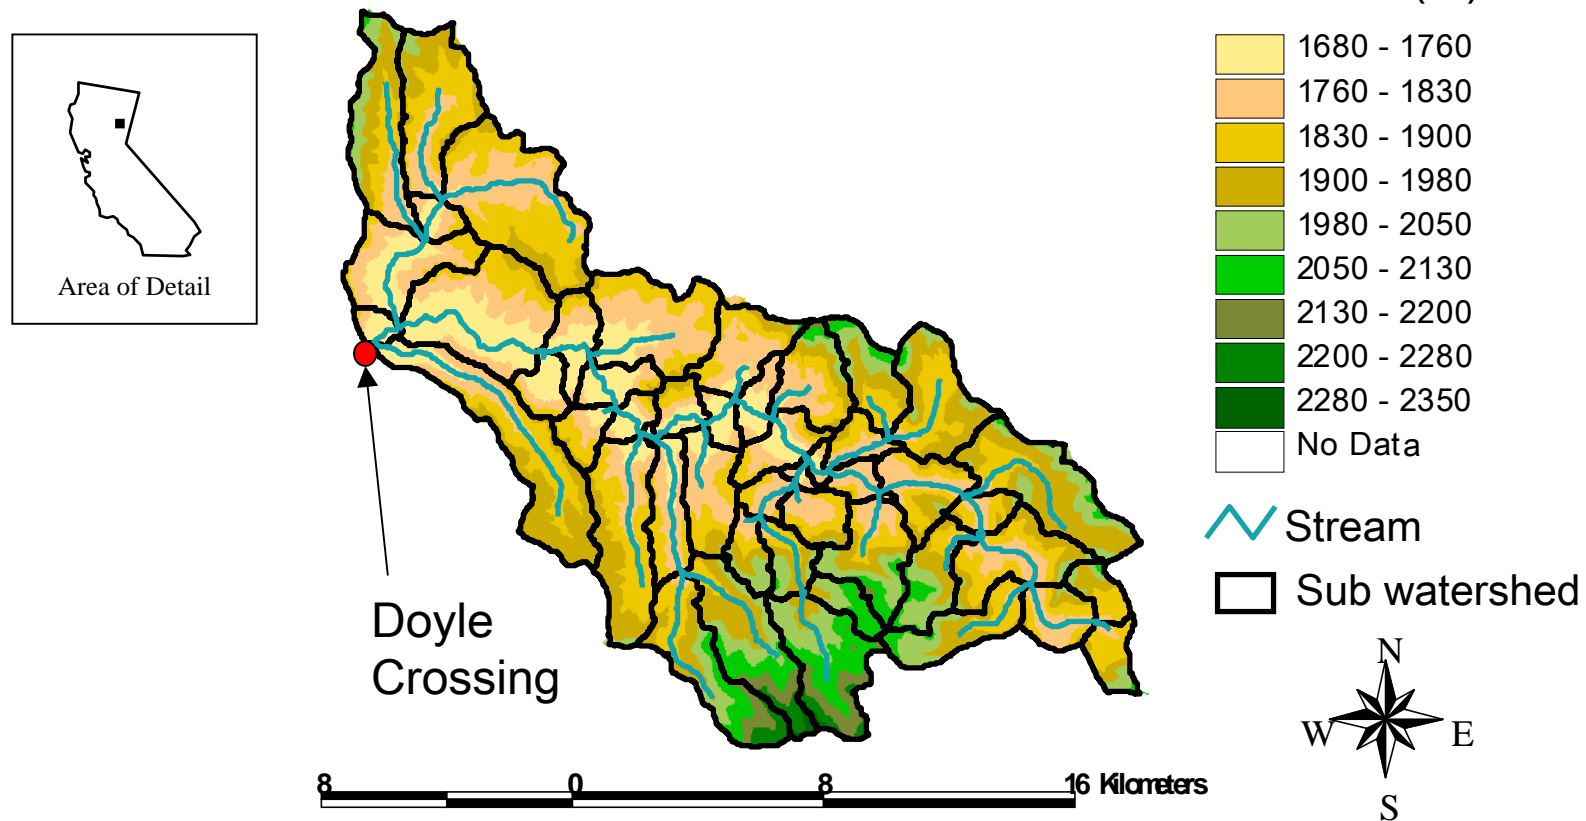 Area of Detail
1680 - 1760
1760 - 1830
1830 - 1900
1900 - 1980
1980 - 2050
2050 - 2130
2130 - 2200
2200 - 2280
2280 - 2350
No Data
Stream
Sub watershed
Doyle
Crossing
N
W E
S
8 0 8 16 Kilometers